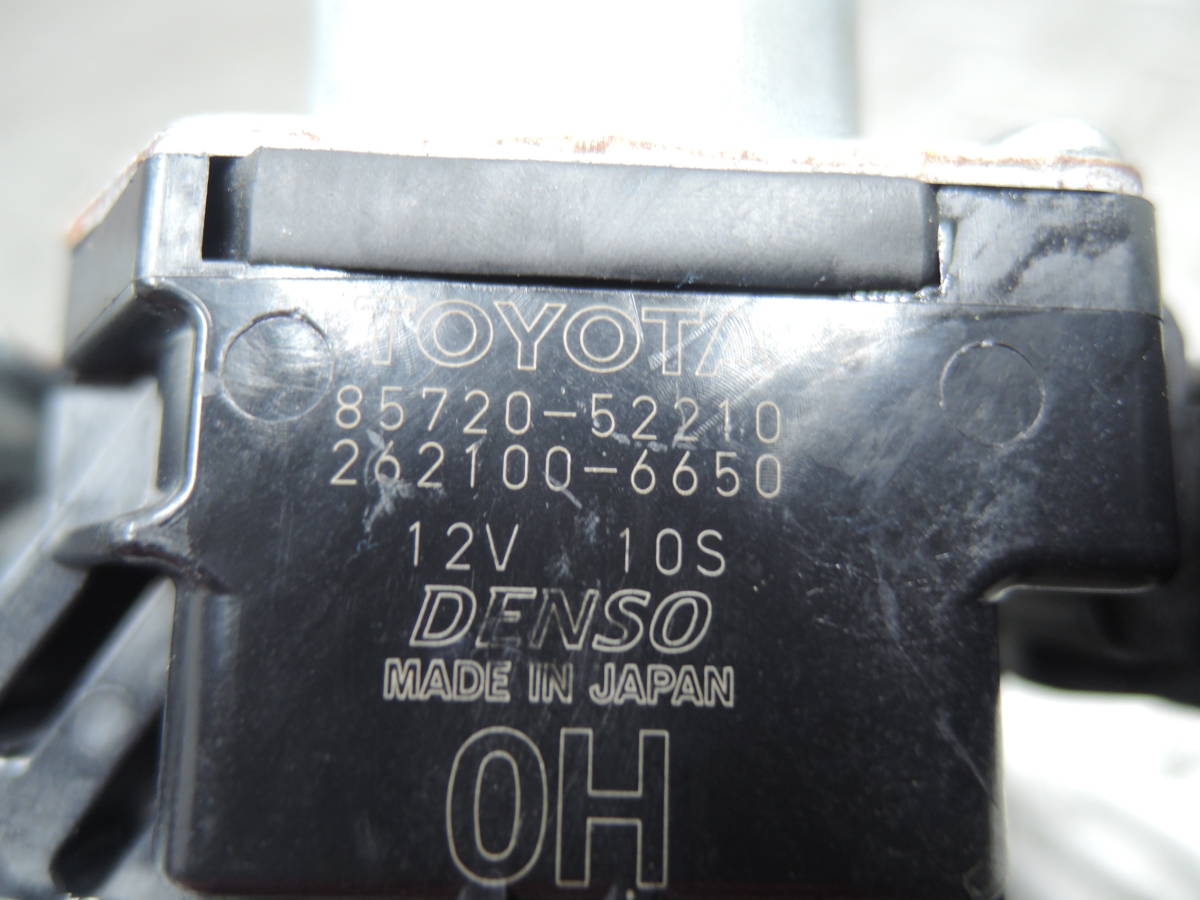 TOYOTA
85720-52210
262100-6650
12V 10S
DENSO
MADE IN JAPAN
0H